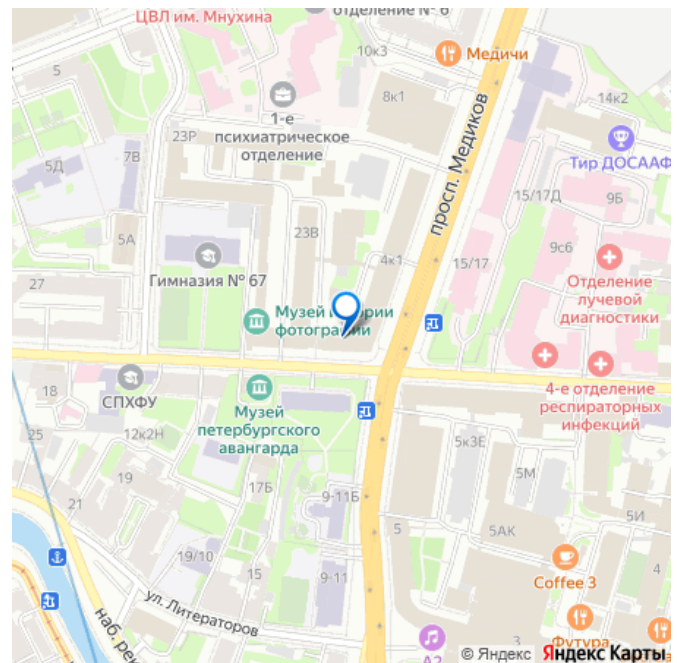 отделение № 6
ЦВЛ им. Мнухина
10к3
Медичи
5
8к1
14к2
1-е
психиатрическое
отделение
23Р
просп. Медиков
Тир ДОСААФ
7В
5Д
15/17Д
9Б
5А
23В
4к1
15/17
9с6
Гимназия № 67
Отделение
лучевой
диагностики
27
Музей истории
фотографии
18
СПХФУ
Музей
петербургского
авангарда
4-е отделение
респираторных
инфекций
25
12к2Н
5к3Е
19
17Б
5М
21
9-11Б
5
5АК
5И
19/10
15
9-11
Coffee 3
ул. Литераторов
наб. рек
А2
3
Футура
© Яндекс Яндекс Карты